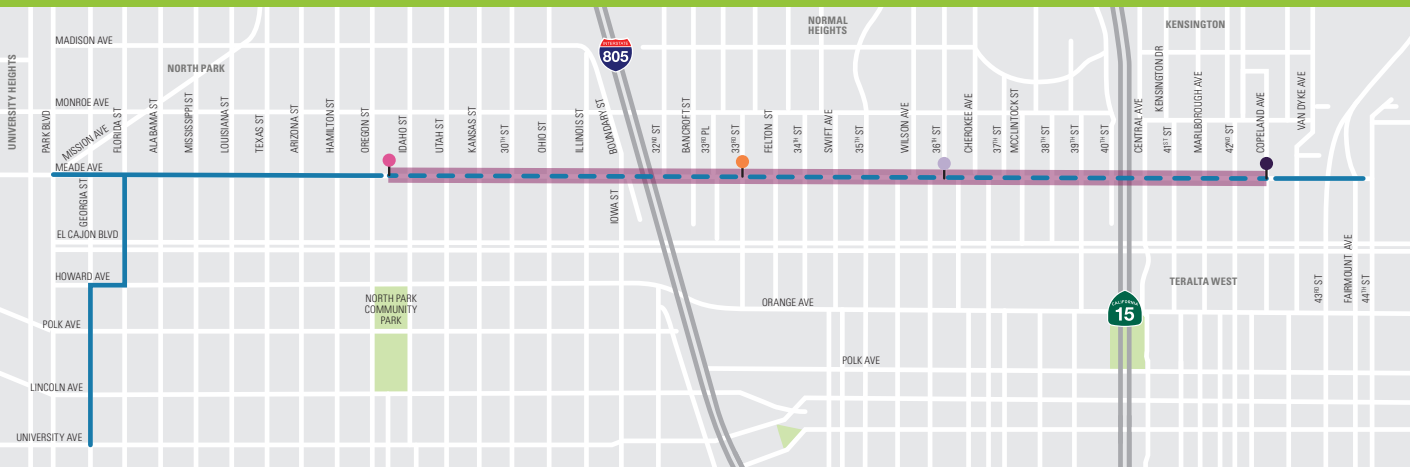 UNIVERSITY HEIGHTS
MADISON AVE
NORTH PARK
INTERSTATE
805
NORMAL
HEIGHTS
KENSINGTON
MONROE AVE
PARK BLVD
MISSION AVE
FLORIDA ST
ALABAMA ST
MISSISSIPPI ST
LOUISIANA ST
TEXAS ST
ARIZONA ST
HAMILTON ST
OREGON ST
IDAHO ST
UTAH ST
KANSAS ST
30TH ST
OHIO ST
ILLINOIS ST
BOUNDARY ST
32ND ST
BANCROFT ST
33RD PL
33RD ST
FELTON ST
34TH ST
SWIFT AVE
35TH ST
WILSON AVE
36TH ST
CHEROKEE AVE
37TH ST
MCCLINTOCK ST
38TH ST
39TH ST
40TH ST
CENTRAL AVE
KENSINGTON DR
41ST ST
MARLBOROUGH AVE
42ND ST
COPELAND AVE
VAN DYKE AVE
MEADE AVE
GEORGIA ST
IOWA ST
EL CAJON BLVD
HOWARD AVE
NORTH PARK
COMMUNITY
PARK
ORANGE AVE
TERALTA WEST
43RD ST
FAIRMOUNT AVE
44TH ST
CALIFORNIA
15
POLK AVE
POLK AVE
LINCOLN AVE
UNIVERSITY AVE